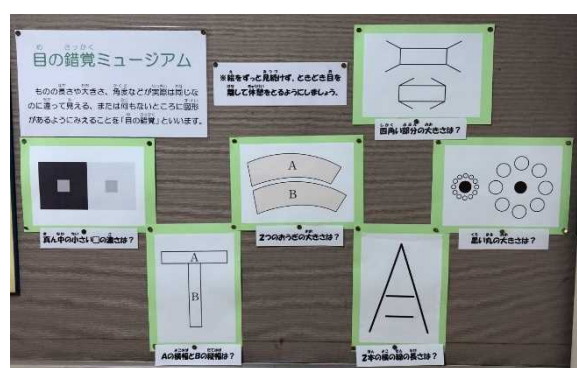 目の錯覚ミュージアム
ものの長さや大きさ、角度などが実際は同じな
のに違って見える、または何もないところに図形
があるようにみえることを「目の錯覚」といいます。
※絵をずっと見続けず、ときどき目を
離して休憩をとるようにしましょう。
四角い部分の大きさは?
真ん中の小さい□の濃さは?
A
B
2つのおうぎの大きさは?
黒い丸の大きさは?
A
B
Aの横幅とBの縦幅は?
2本の横の線の長さは?